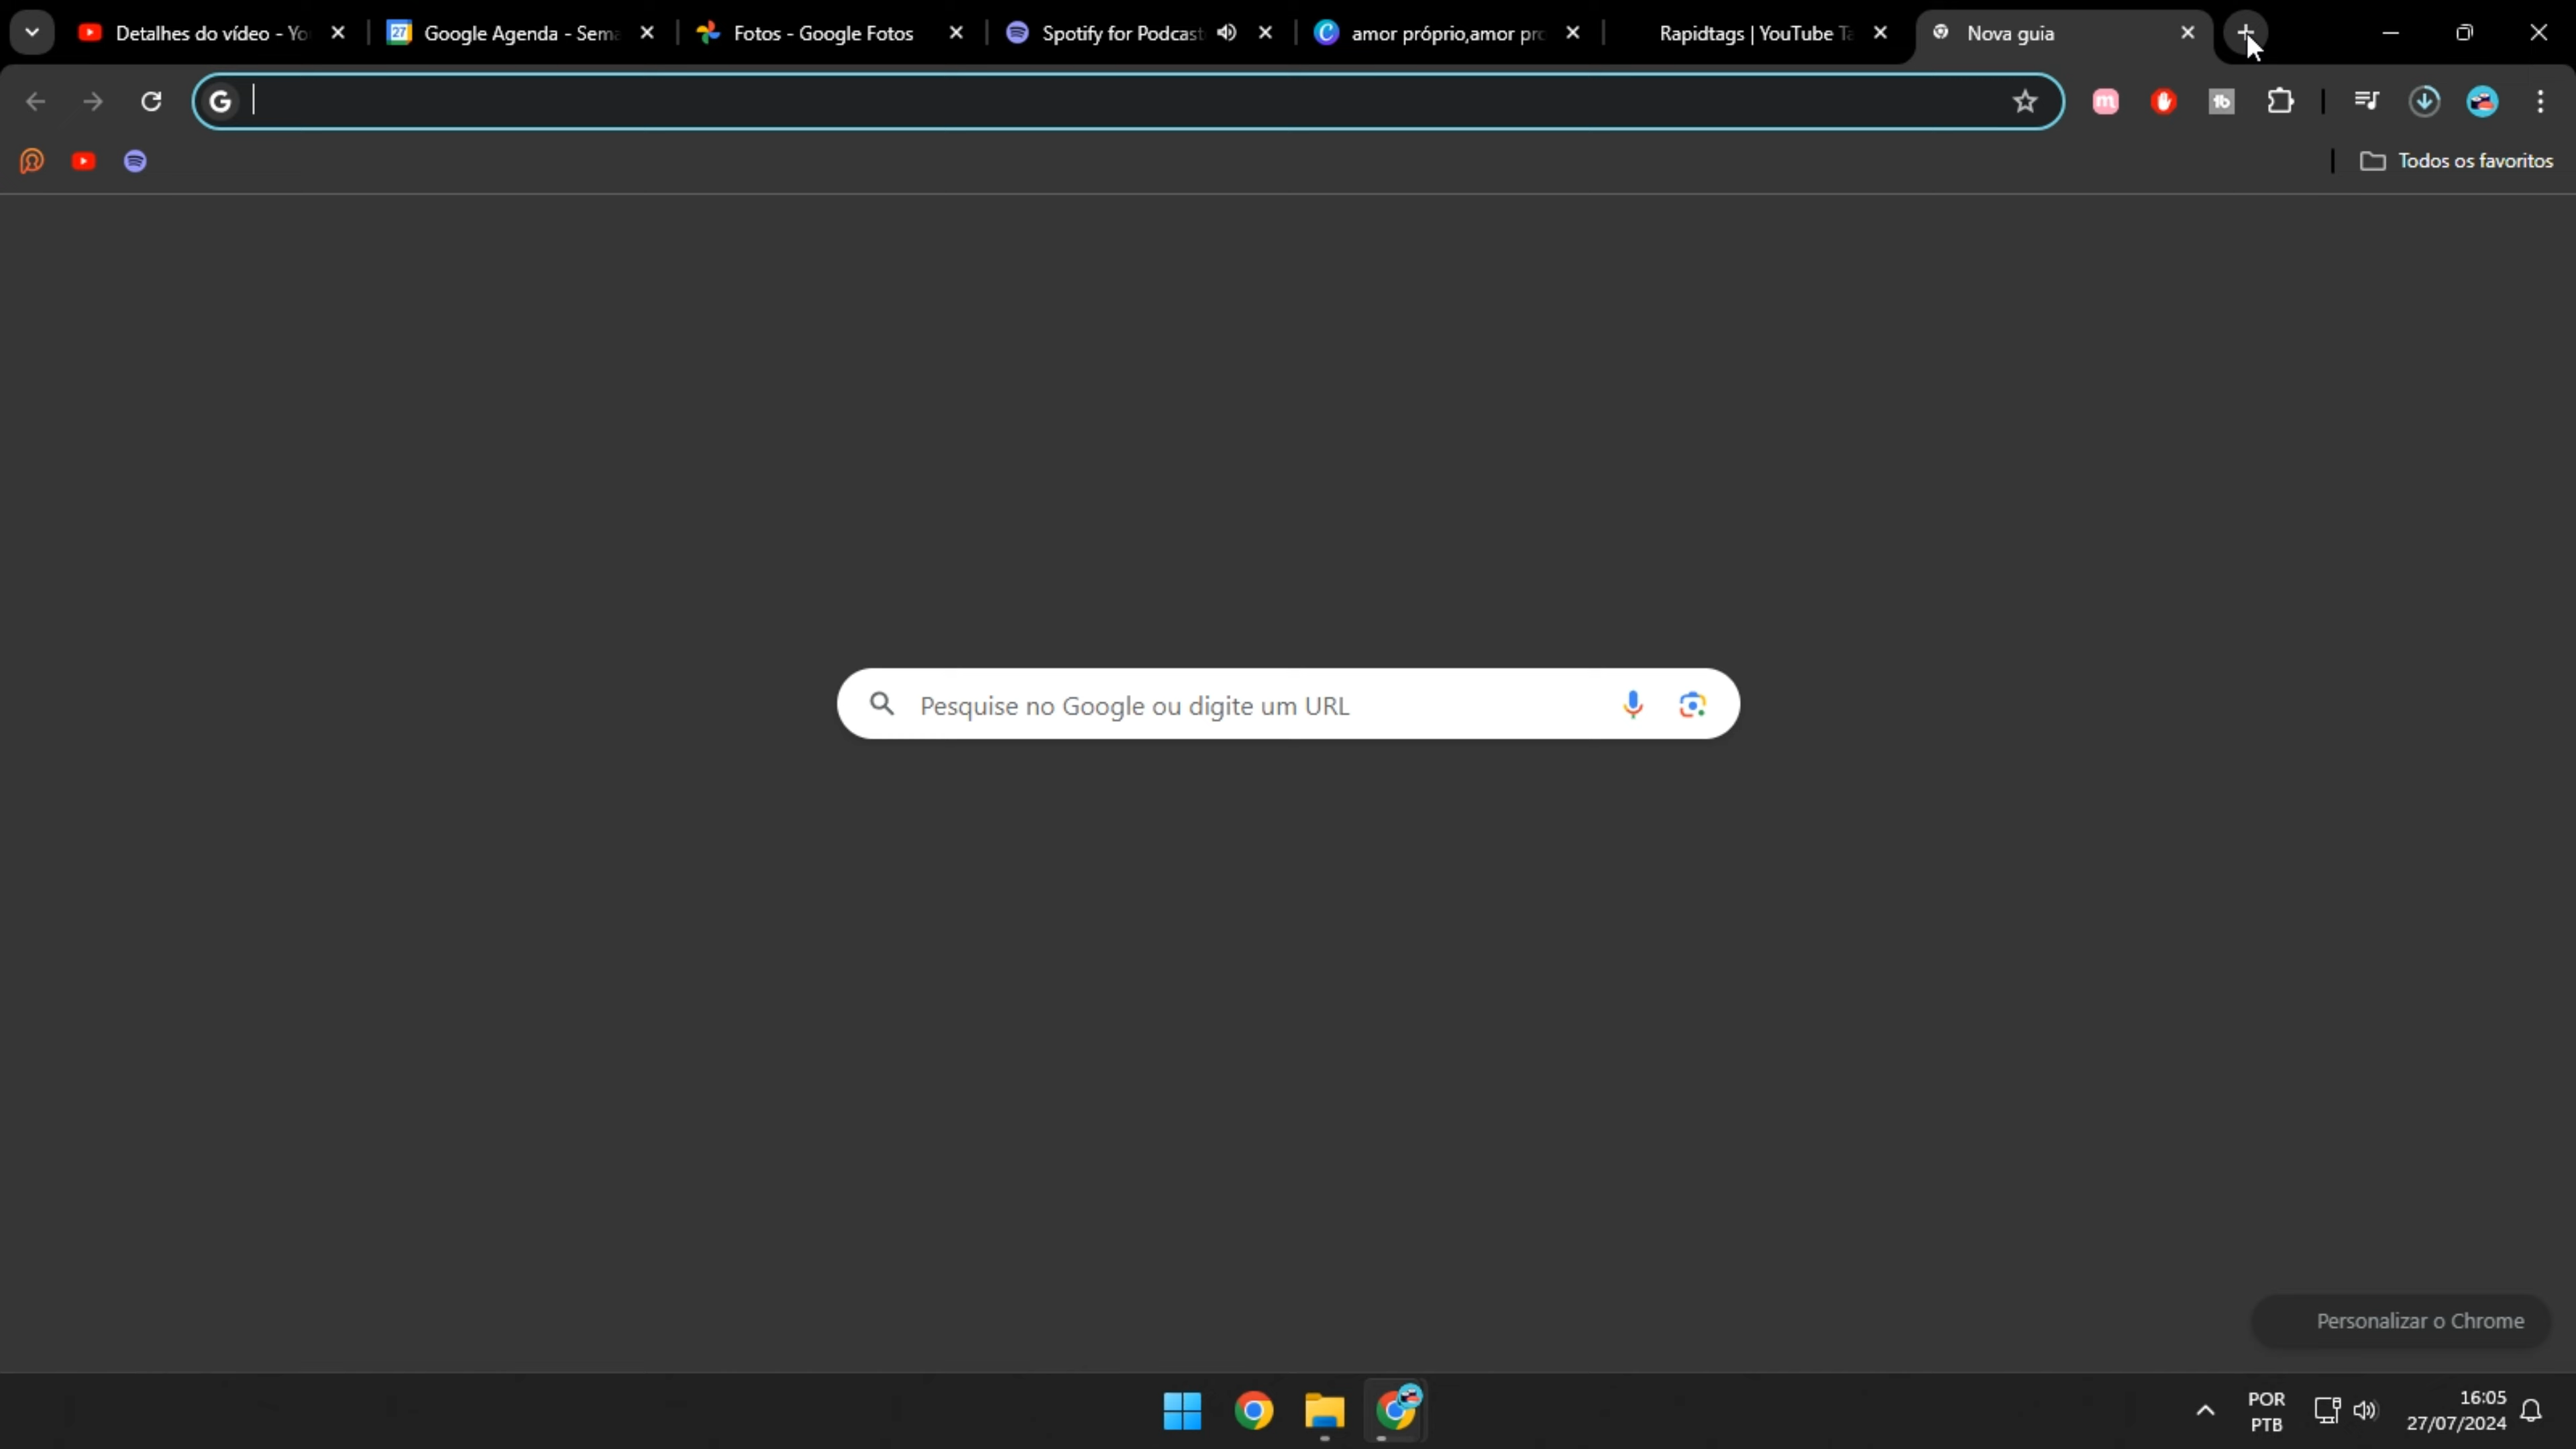 Detalhes do vídeo - Yo
27 Google Agenda - Sema
Fotos - Google Fotos
Spotify for Podcast
amor próprio,amor pro
Rapidtags | YouTube Ta
Nova guia
Todos os favoritos
Pesquise no Google ou digite um URL
Personalizar o Chrome
POR
PTB
16:05
27/07/2024